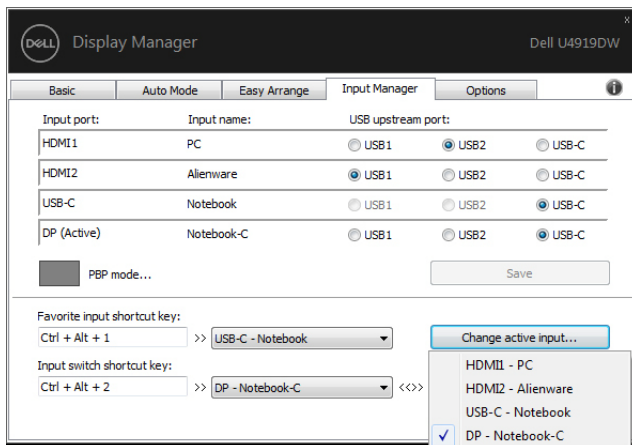 x
DELL Display Manager Dell U4919DW
Basic Auto Mode Easy Arrange Input Manager Options i
Input port: Input name: USB upstream port:
HDMI1 PC USB1 USB2 USB-C
HDMI2 Alienware USB1 USB2 USB-C
USB-C Notebook USB1 USB2 USB-C
DP (Active) Notebook-C USB1 USB2 USB-C
PBP mode... Save
Favorite input shortcut key:
Ctrl + Alt + 1 >> USB-C - Notebook Change active input...
Input switch shortcut key:
Ctrl + Alt + 2 >> DP - Notebook-C <<>>
HDMI1 - PC
HDMI2 - Alienware
USB-C - Notebook
DP - Notebook-C